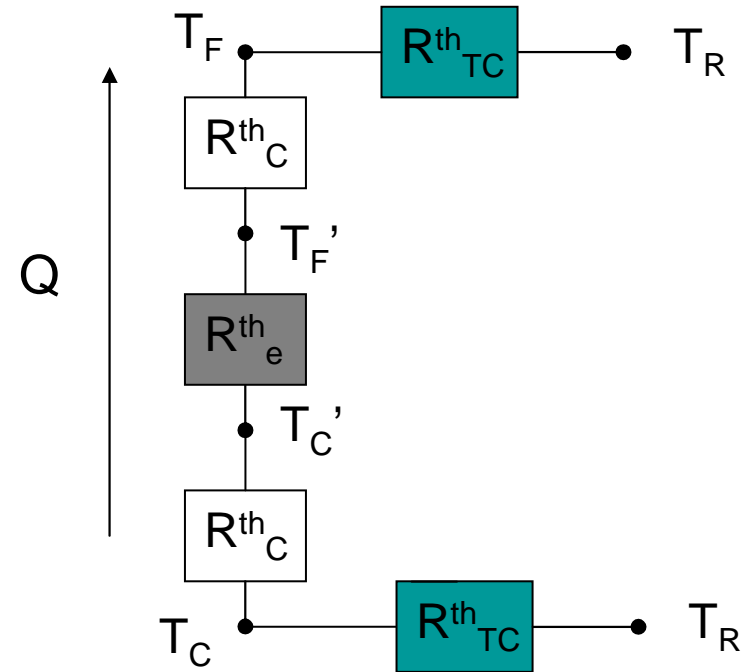 T_F R^th_TC T_R
R^th_C
T_F’
Q
R^th_e
T_C’
R^th_C
T_C R^th_TC T_R